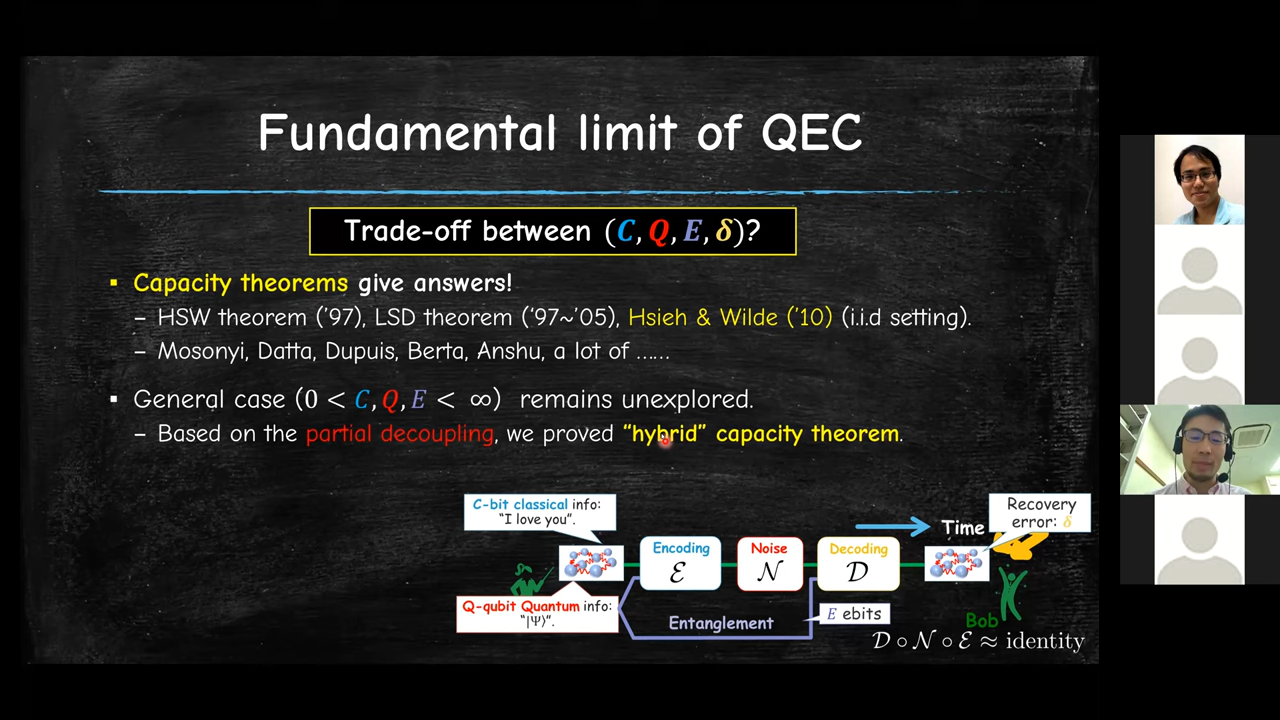 Fundamental limit of QEC
Trade-off between (C, Q, E, δ)?
▪ Capacity theorems give answers!
– HSW theorem ('97), LSD theorem ('97~'05), Hsieh & Wilde ('10) (i.i.d setting).
– Mosonyi, Datta, Dupuis, Berta, Anshu, a lot of ......
▪ General case (0 < C, Q, E < ∞) remains unexplored.
– Based on the partial decoupling, we proved "hybrid" capacity theorem.
C-bit classical info:
"I love you".
Recovery
error: δ
Time
Encoding
ℰ
Noise
𝒩
Decoding
𝒟
Q-qubit Quantum info:
"|Ψ⟩".
Entanglement
E ebits
Bob
𝒟 ∘ 𝒩 ∘ ℰ ≈ identity